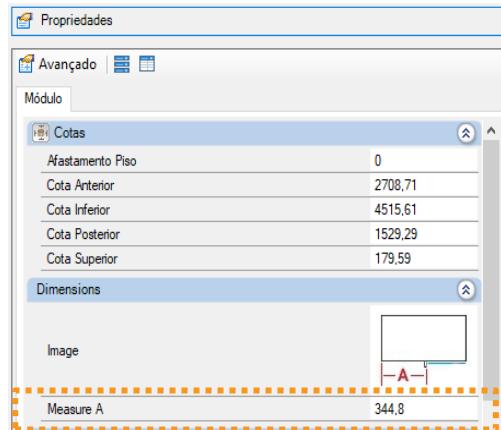 Propriedades
Avançado
Módulo
Cotas
Afastamento Piso 0
Cota Anterior 2708,71
Cota Inferior 4515,61
Cota Posterior 1529,29
Cota Superior 179,59
Dimensions
Image
A
Measure A 344,8